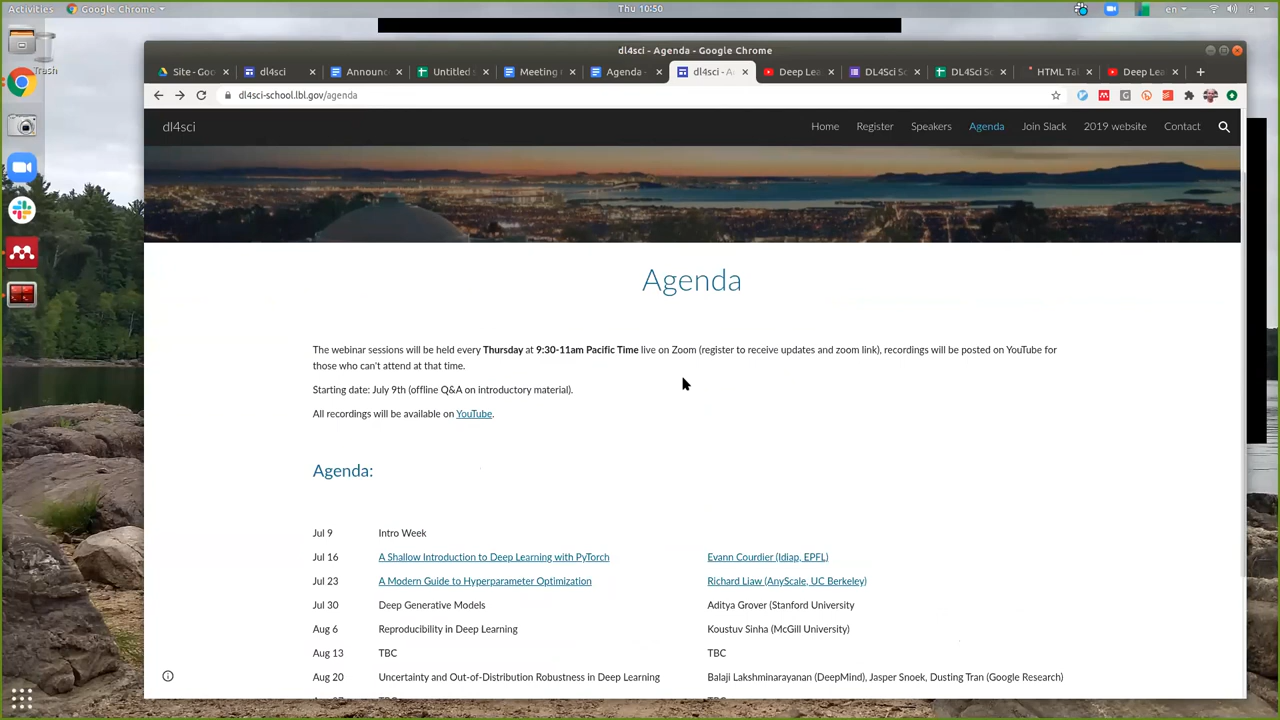 Activities
Google Chrome
Thu 10:50
en
Trash
dl4sci - Agenda - Google Chrome
Site - Goo
dl4sci
Announc
Untitled s
Meeting
Agenda -
dl4sci - A
Deep Lea
DL4Sci Sc
DL4Sci Sc
HTML Tal
Deep Lea
dl4sci-school.lbl.gov/agenda
dl4sci
Home
Register
Speakers
Agenda
Join Slack
2019 website
Contact
Agenda
The webinar sessions will be held every Thursday at 9:30-11am Pacific Time live on Zoom (register to receive updates and zoom link), recordings will be posted on YouTube for
those who can't attend at that time.
Starting date: July 9th (offline Q&A on introductory material).
All recordings will be available on YouTube.
Agenda:
Jul 9 Intro Week
Jul 16 A Shallow Introduction to Deep Learning with PyTorch Evann Courdier (Idiap, EPFL)
Jul 23 A Modern Guide to Hyperparameter Optimization Richard Liaw (AnyScale, UC Berkeley)
Jul 30 Deep Generative Models Aditya Grover (Stanford University
Aug 6 Reproducibility in Deep Learning Koustuv Sinha (McGill University)
Aug 13 TBC TBC
Aug 20 Uncertainty and Out-of-Distribution Robustness in Deep Learning Balaji Lakshminarayanan (DeepMind), Jasper Snoek, Dusting Tran (Google Research)